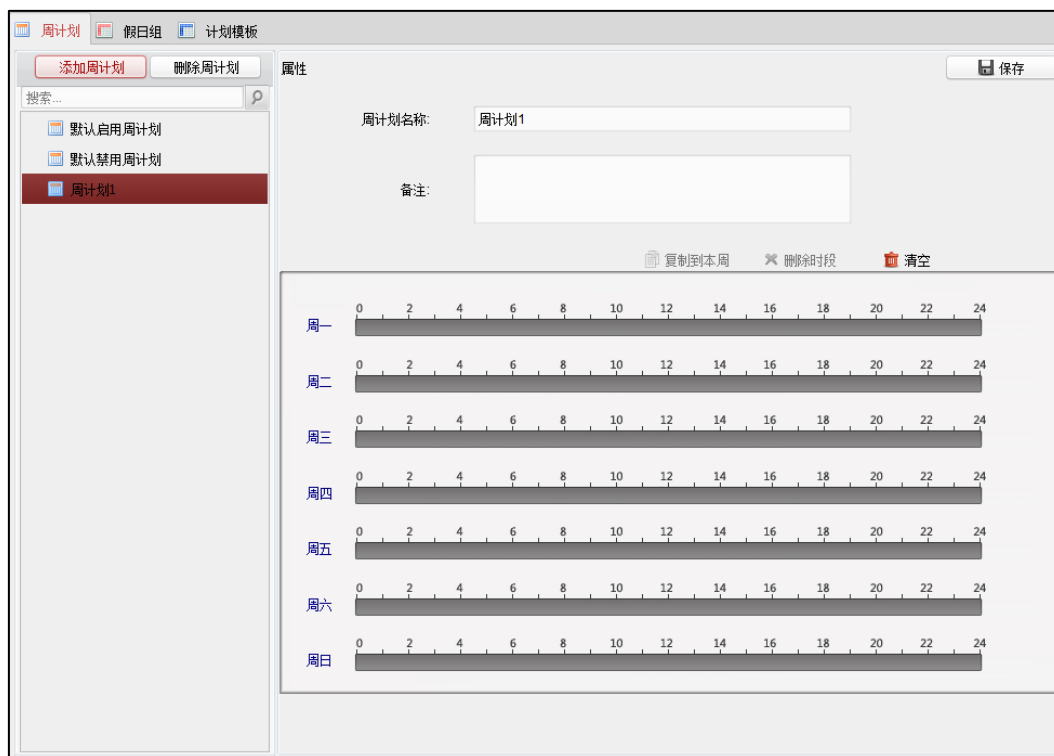 周计划 假日组 计划模板
添加周计划 删除周计划 属性 保存
搜索...
默认启用周计划
默认禁用周计划
周计划1
周计划名称: 周计划1
备注:
复制到本周 删除时段 清空
0 2 4 6 8 10 12 14 16 18 20 22 24
周一
0 2 4 6 8 10 12 14 16 18 20 22 24
周二
0 2 4 6 8 10 12 14 16 18 20 22 24
周三
0 2 4 6 8 10 12 14 16 18 20 22 24
周四
0 2 4 6 8 10 12 14 16 18 20 22 24
周五
0 2 4 6 8 10 12 14 16 18 20 22 24
周六
0 2 4 6 8 10 12 14 16 18 20 22 24
周日